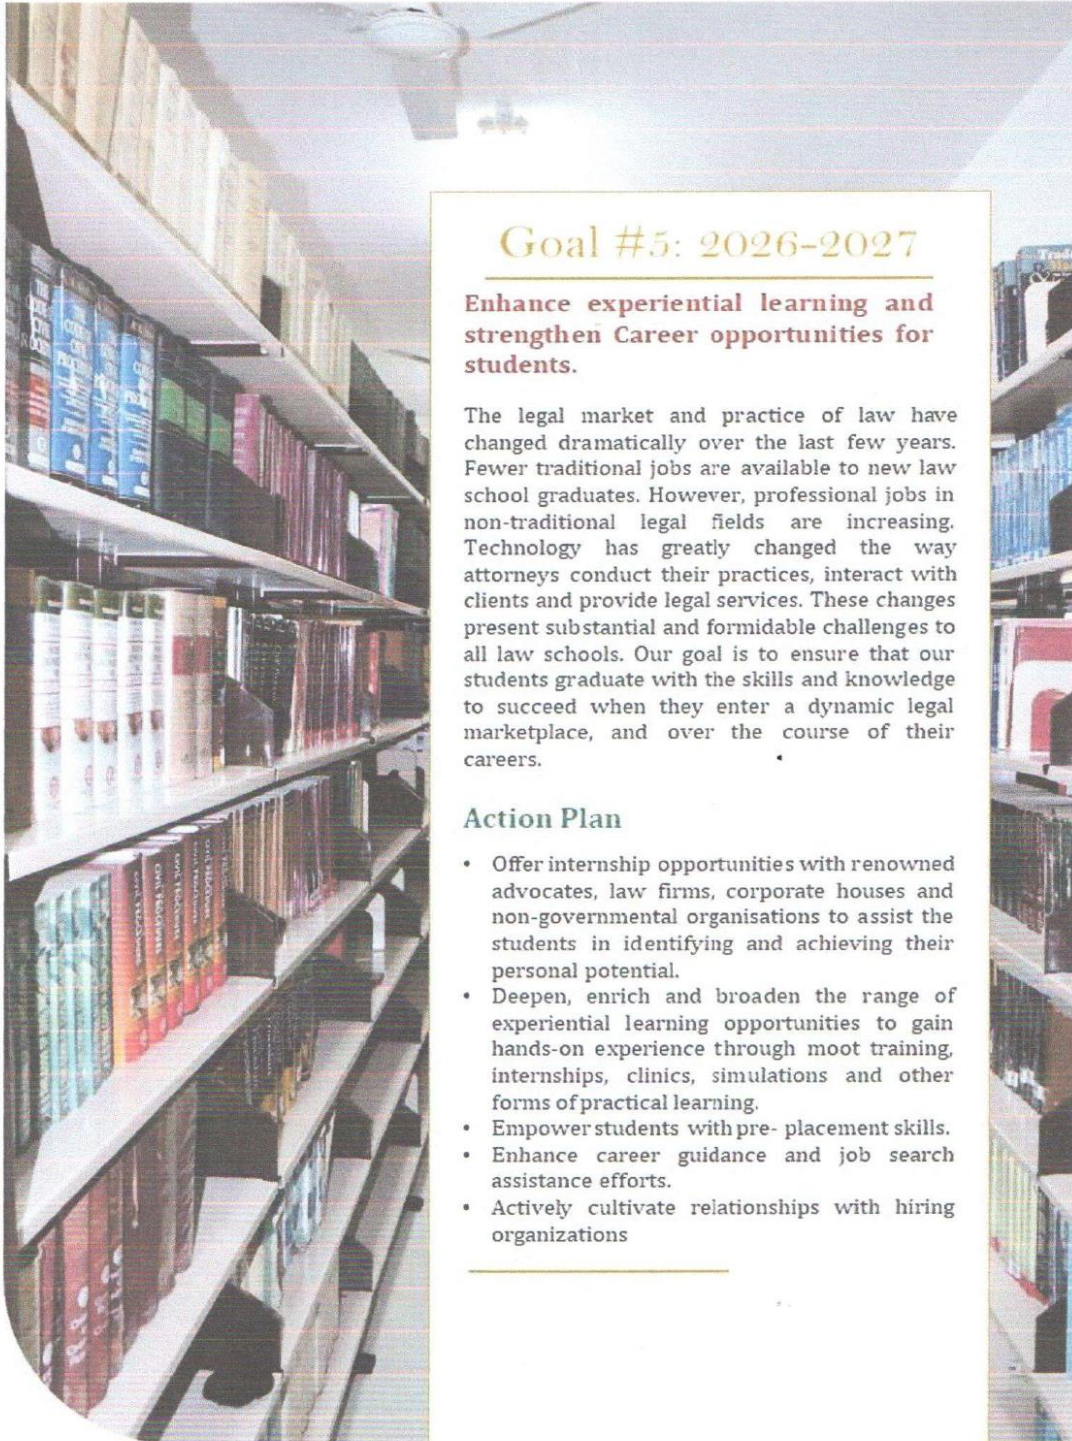 Goal #5: 2026-2027
Enhance experiential learning and
strengthen Career opportunities for
students.
The legal market and practice of law have
changed dramatically over the last few years.
Fewer traditional jobs are available to new law
school graduates. However, professional jobs in
non-traditional legal fields are increasing.
Technology has greatly changed the way
attorneys conduct their practices, interact with
clients and provide legal services. These changes
present substantial and formidable challenges to
all law schools. Our goal is to ensure that our
students graduate with the skills and knowledge
to succeed when they enter a dynamic legal
marketplace, and over the course of their
careers.
Action Plan
• Offer internship opportunities with renowned
advocates, law firms, corporate houses and
non-governmental organisations to assist the
students in identifying and achieving their
personal potential.
• Deepen, enrich and broaden the range of
experiential learning opportunities to gain
hands-on experience through moot training,
internships, clinics, simulations and other
forms of practical learning.
• Empower students with pre- placement skills.
• Enhance career guidance and job search
assistance efforts.
• Actively cultivate relationships with hiring
organizations